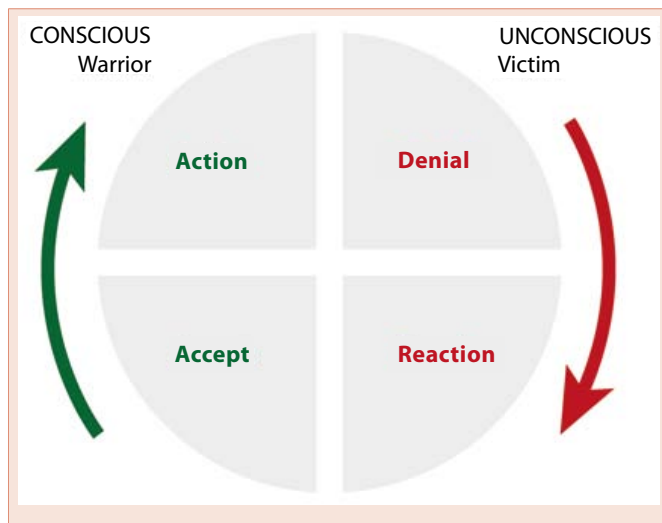 CONSCIOUS
Warrior
UNCONSCIOUS
Victim
Action
Denial
Accept
Reaction